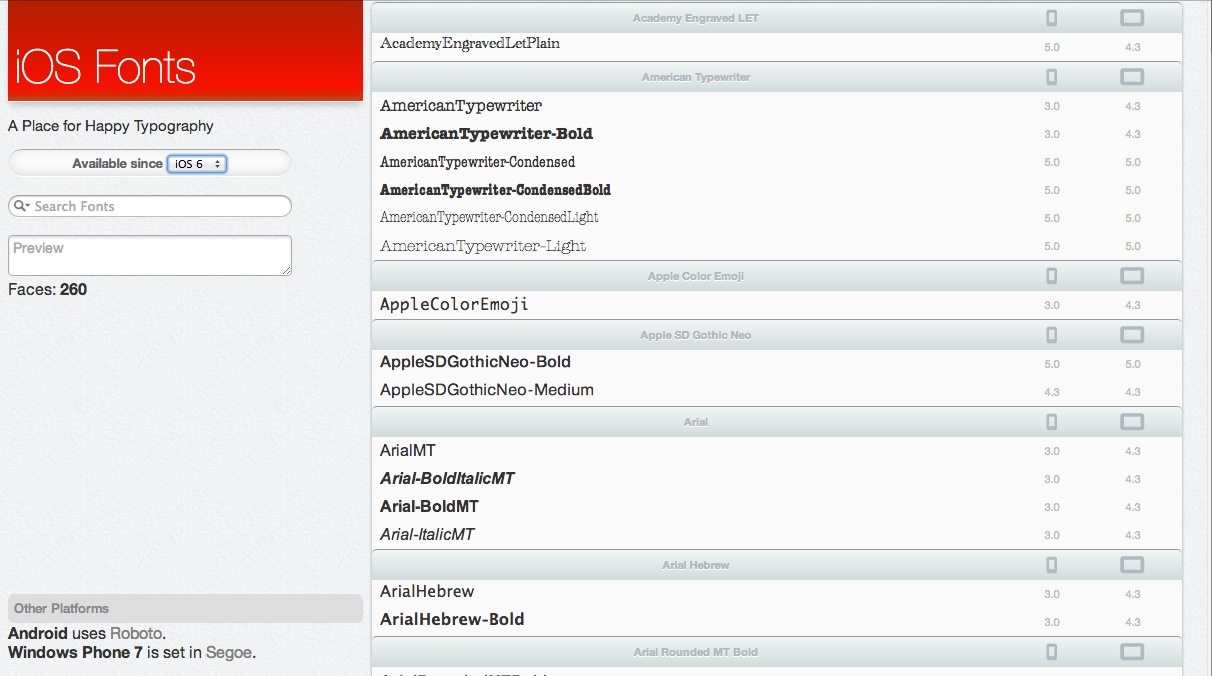 iOS Fonts
A Place for Happy Typography
Available since iOS 6
Search Fonts
Preview
Faces: 260
Other Platforms
Android uses Roboto.
Windows Phone 7 is set in Segoe.
Academy Engraved LET
AcademyEngravedLetPlain 5.0 4.3
American Typewriter
AmericanTypewriter 3.0 4.3
AmericanTypewriter-Bold 3.0 4.3
AmericanTypewriter-Condensed 5.0 5.0
AmericanTypewriter-CondensedBold 5.0 5.0
AmericanTypewriter-CondensedLight 5.0 5.0
AmericanTypewriter-Light 5.0 5.0
Apple Color Emoji
AppleColorEmoji 3.0 4.3
Apple SD Gothic Neo
AppleSDGothicNeo-Bold 5.0 5.0
AppleSDGothicNeo-Medium 4.3 4.3
Arial
ArialMT 3.0 4.3
Arial-BoldItalicMT 3.0 4.3
Arial-BoldMT 3.0 4.3
Arial-ItalicMT 3.0 4.3
Arial Hebrew
ArialHebrew 3.0 4.3
ArialHebrew-Bold 3.0 4.3
Arial Rounded MT Bold